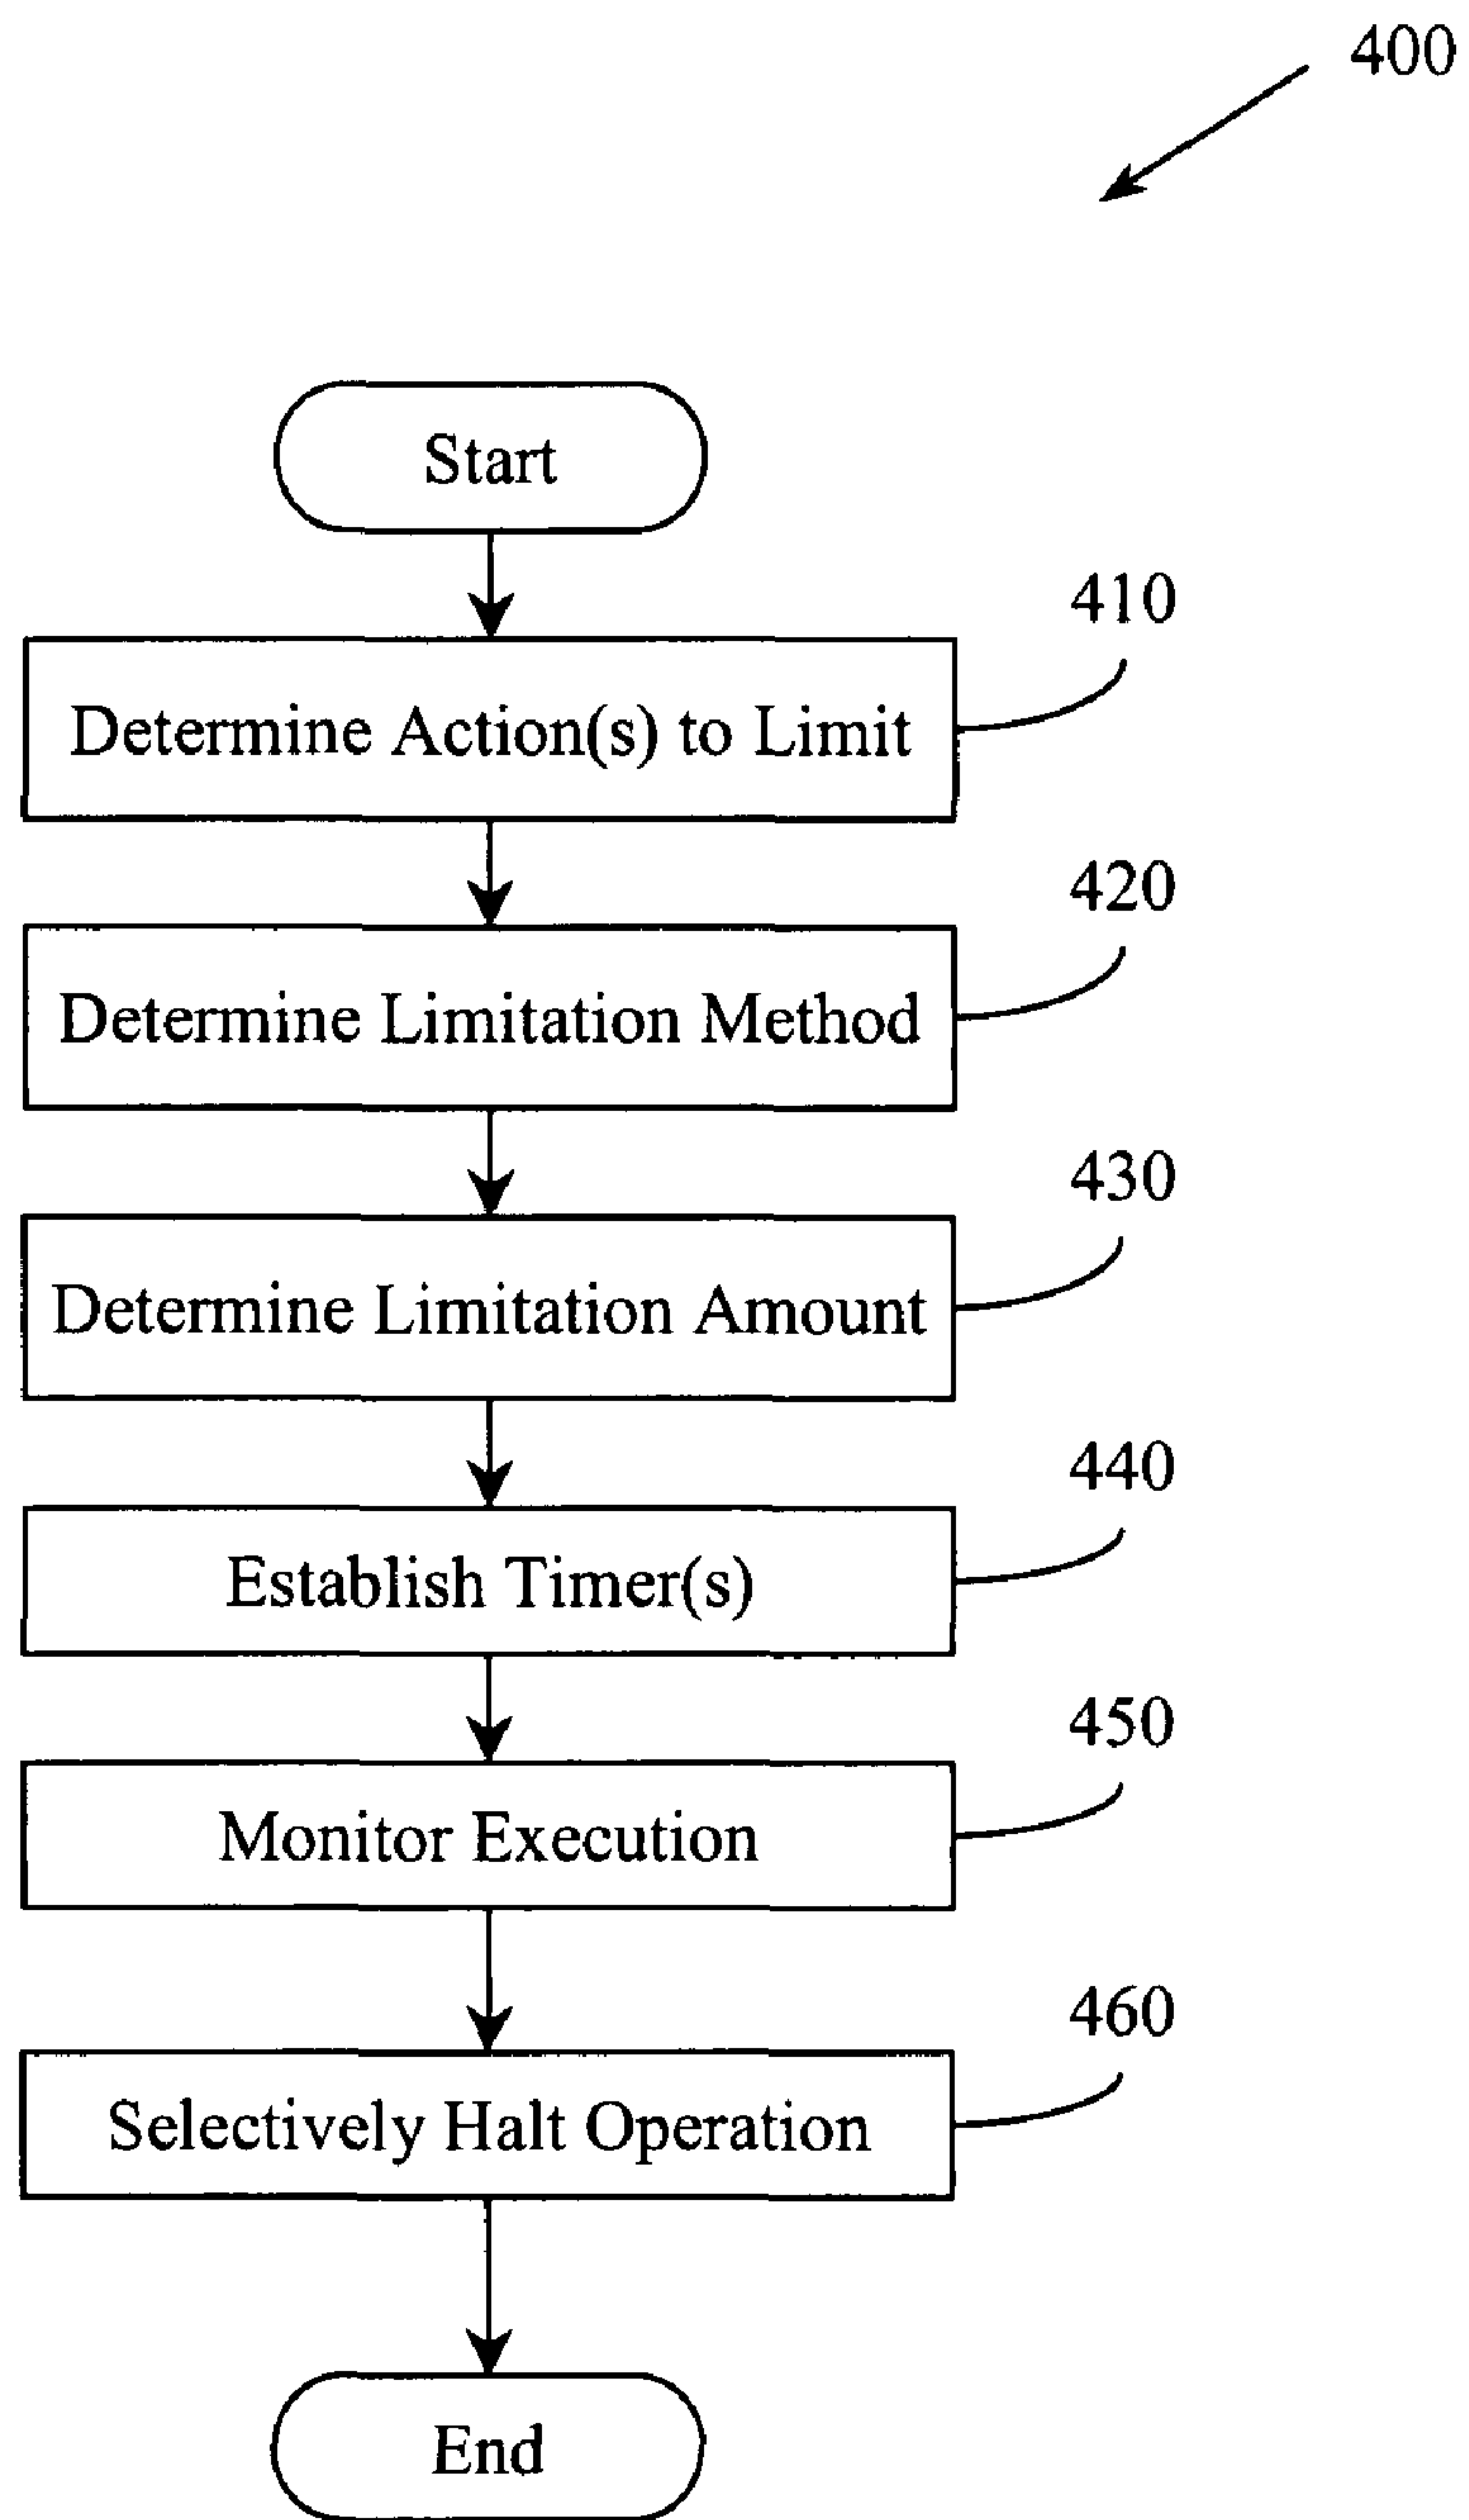 400
Start
410
Determine Action(s) to Limit
420
Determine Limitation Method
430
Determine Limitation Amount
440
Establish Timer(s)
450
Monitor Execution
460
Selectively Halt Operation
End